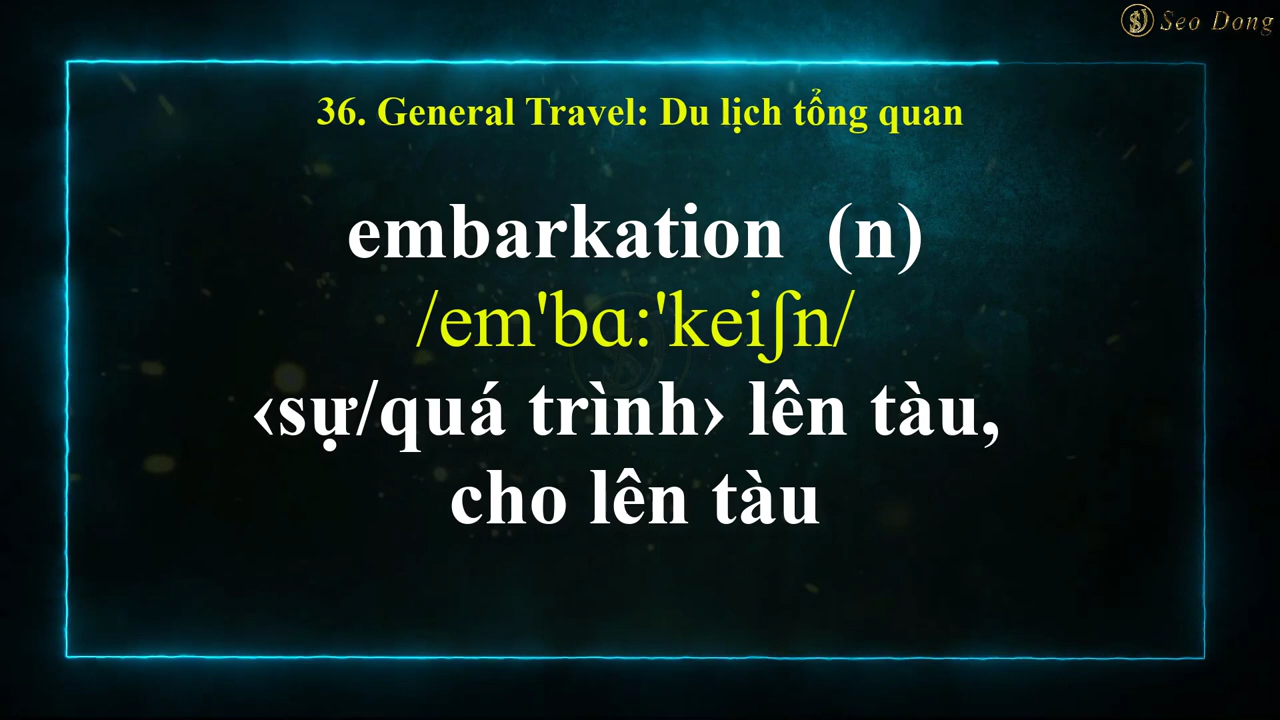 Seo Dong
36. General Travel: Du lịch tổng quan
embarkation (n)
/em'bɑ:'keiʃn/
‹sự/quá trình› lên tàu,
cho lên tàu